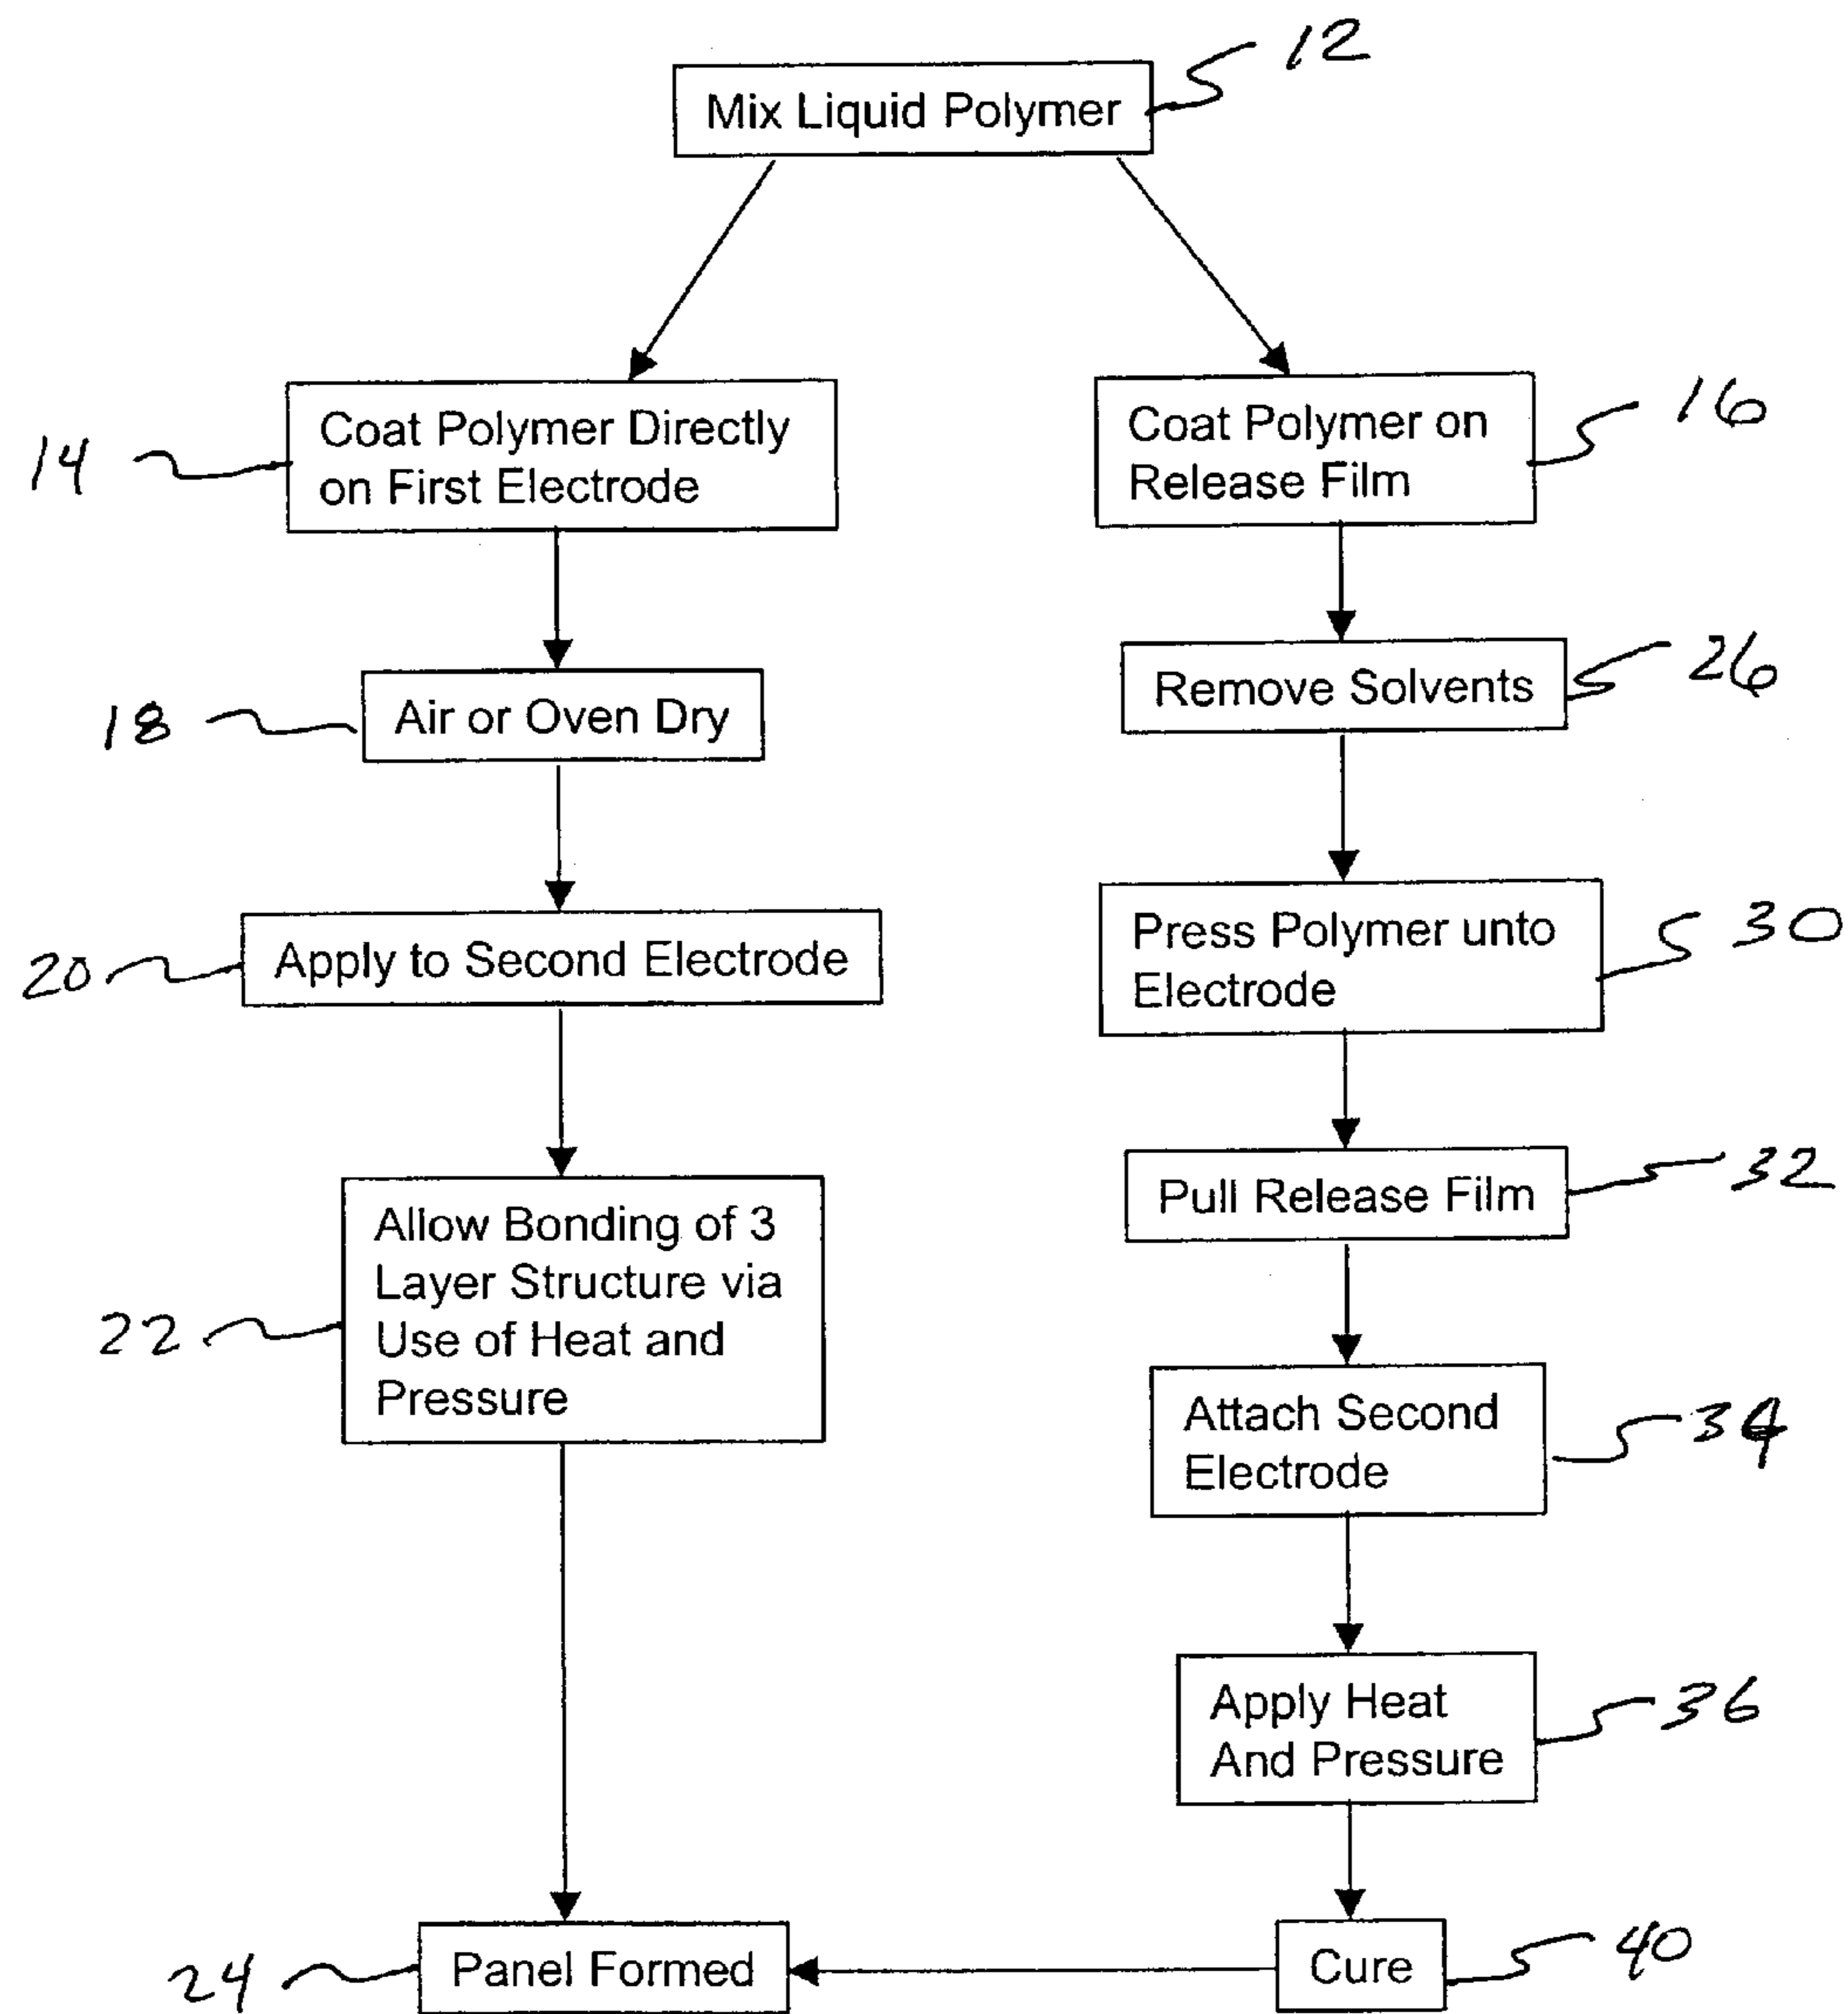 12
Mix Liquid Polymer
14
Coat Polymer Directly
on First Electrode
18
Air or Oven Dry
20
Apply to Second Electrode
22
Allow Bonding of 3
Layer Structure via
Use of Heat and
Pressure
24
Panel Formed
16
Coat Polymer on
Release Film
26
Remove Solvents
30
Press Polymer unto
Electrode
32
Pull Release Film
34
Attach Second
Electrode
36
Apply Heat
And Pressure
40
Cure